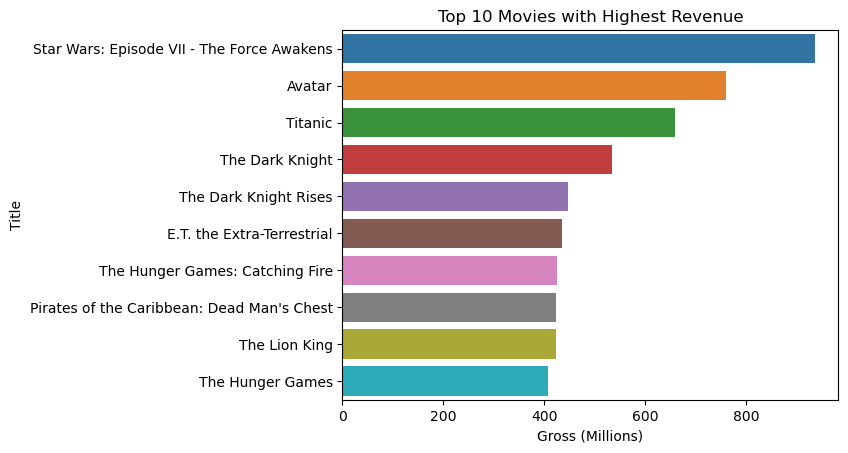 Top 10 Movies with Highest Revenue
Title
Star Wars: Episode VII - The Force Awakens
Avatar
Titanic
The Dark Knight
The Dark Knight Rises
E.T. the Extra-Terrestrial
The Hunger Games: Catching Fire
Pirates of the Caribbean: Dead Man's Chest
The Lion King
The Hunger Games
0 200 400 600 800
Gross (Millions)